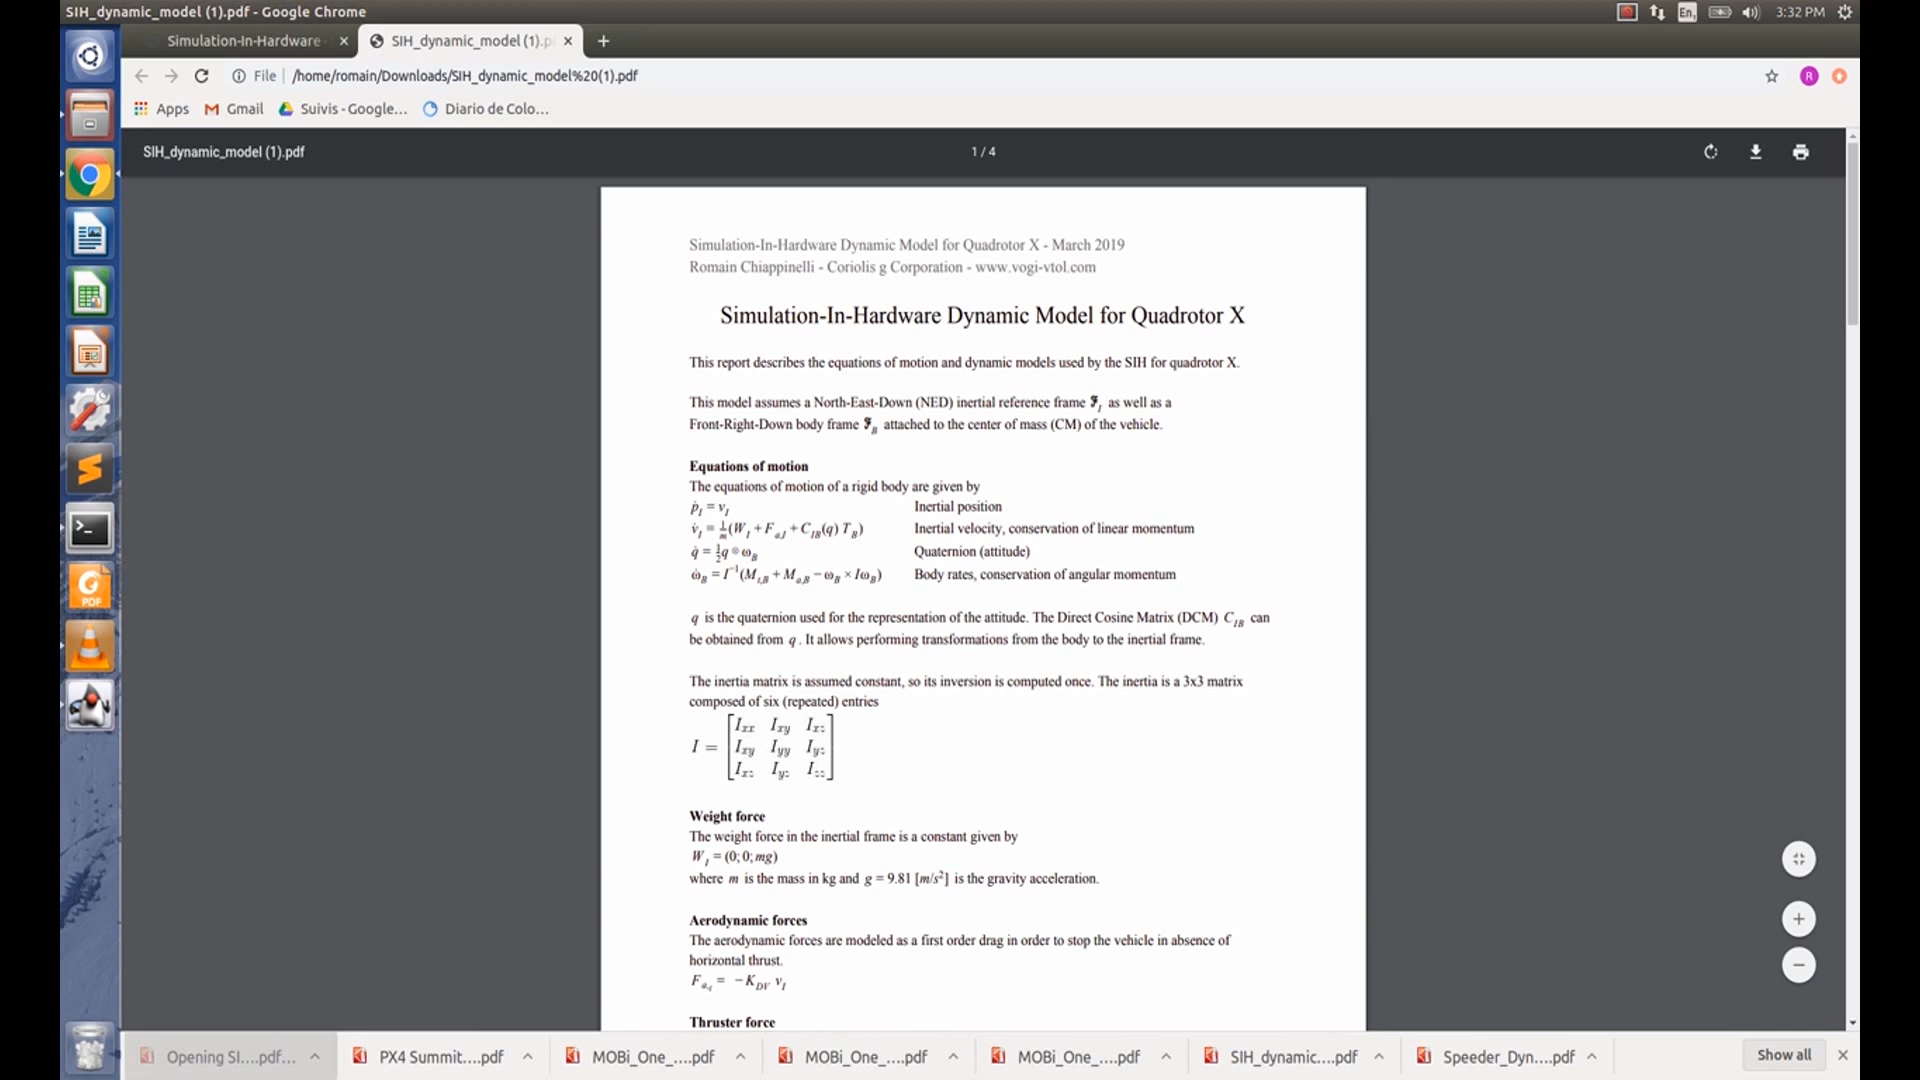 SIH_dynamic_model (1).pdf - Google Chrome
En
3:32 PM
Simulation-In-Hardware
SIH_dynamic_model (1).p
File
/home/romain/Downloads/SIH_dynamic_model%20(1).pdf
R
Apps
Gmail
Suivis - Google...
Diario de Colo...
SIH_dynamic_model (1).pdf
1 / 4
Simulation-In-Hardware Dynamic Model for Quadrotor X - March 2019
Romain Chiappinelli - Coriolis g Corporation - www.vogi-vtol.com
Simulation-In-Hardware Dynamic Model for Quadrotor X
This report describes the equations of motion and dynamic models used by the SIH for quadrotor X.
This model assumes a North-East-Down (NED) inertial reference frame 𝕱_I as well as a
Front-Right-Down body frame 𝕱_B attached to the center of mass (CM) of the vehicle.
Equations of motion
The equations of motion of a rigid body are given by
ṗ_I = v_I Inertial position
v̇_I = 1/m (W_I + F_a,I + C_IB(q) T_B) Inertial velocity, conservation of linear momentum
q̇ = 1/2 q ⊗ ω_B Quaternion (attitude)
ω̇_B = I⁻¹(M_t,B + M_a,B − ω_B × Iω_B) Body rates, conservation of angular momentum
q is the quaternion used for the representation of the attitude. The Direct Cosine Matrix (DCM) C_IB can
be obtained from q. It allows performing transformations from the body to the inertial frame.
The inertia matrix is assumed constant, so its inversion is computed once. The inertia is a 3x3 matrix
composed of six (repeated) entries
I_xx I_xy I_xz
I = I_xy I_yy I_yz
I_xz I_yz I_zz
Weight force
The weight force in the inertial frame is a constant given by
W_I = (0; 0; mg)
where m is the mass in kg and g = 9.81 [m/s²] is the gravity acceleration.
Aerodynamic forces
The aerodynamic forces are modeled as a first order drag in order to stop the vehicle in absence of
horizontal thrust.
= −K_DV v_I
Thruster force
PDF
Opening SI....pdf...
PX4 Summit....pdf
MOBi_One_....pdf
MOBi_One_....pdf
MOBi_One_....pdf
SIH_dynamic....pdf
Speeder_Dyn....pdf
Show all